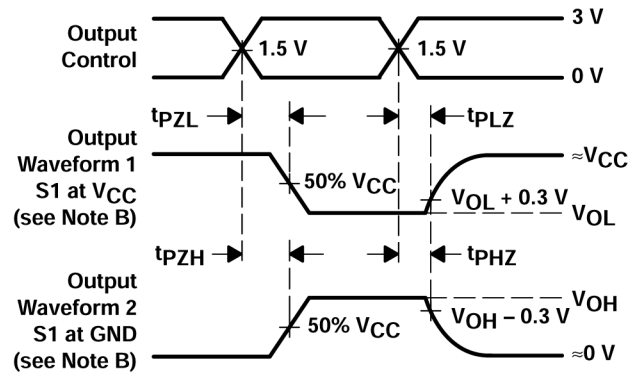 3 V
Output
Control
1.5 V
1.5 V
0 V
tPZL
tPLZ
Output
Waveform 1
S1 at VCC
(see Note B)
≈VCC
50% VCC
VOL + 0.3 V
VOL
tPZH
tPHZ
Output
Waveform 2
S1 at GND
(see Note B)
VOH
50% VCC
VOH − 0.3 V
≈0 V